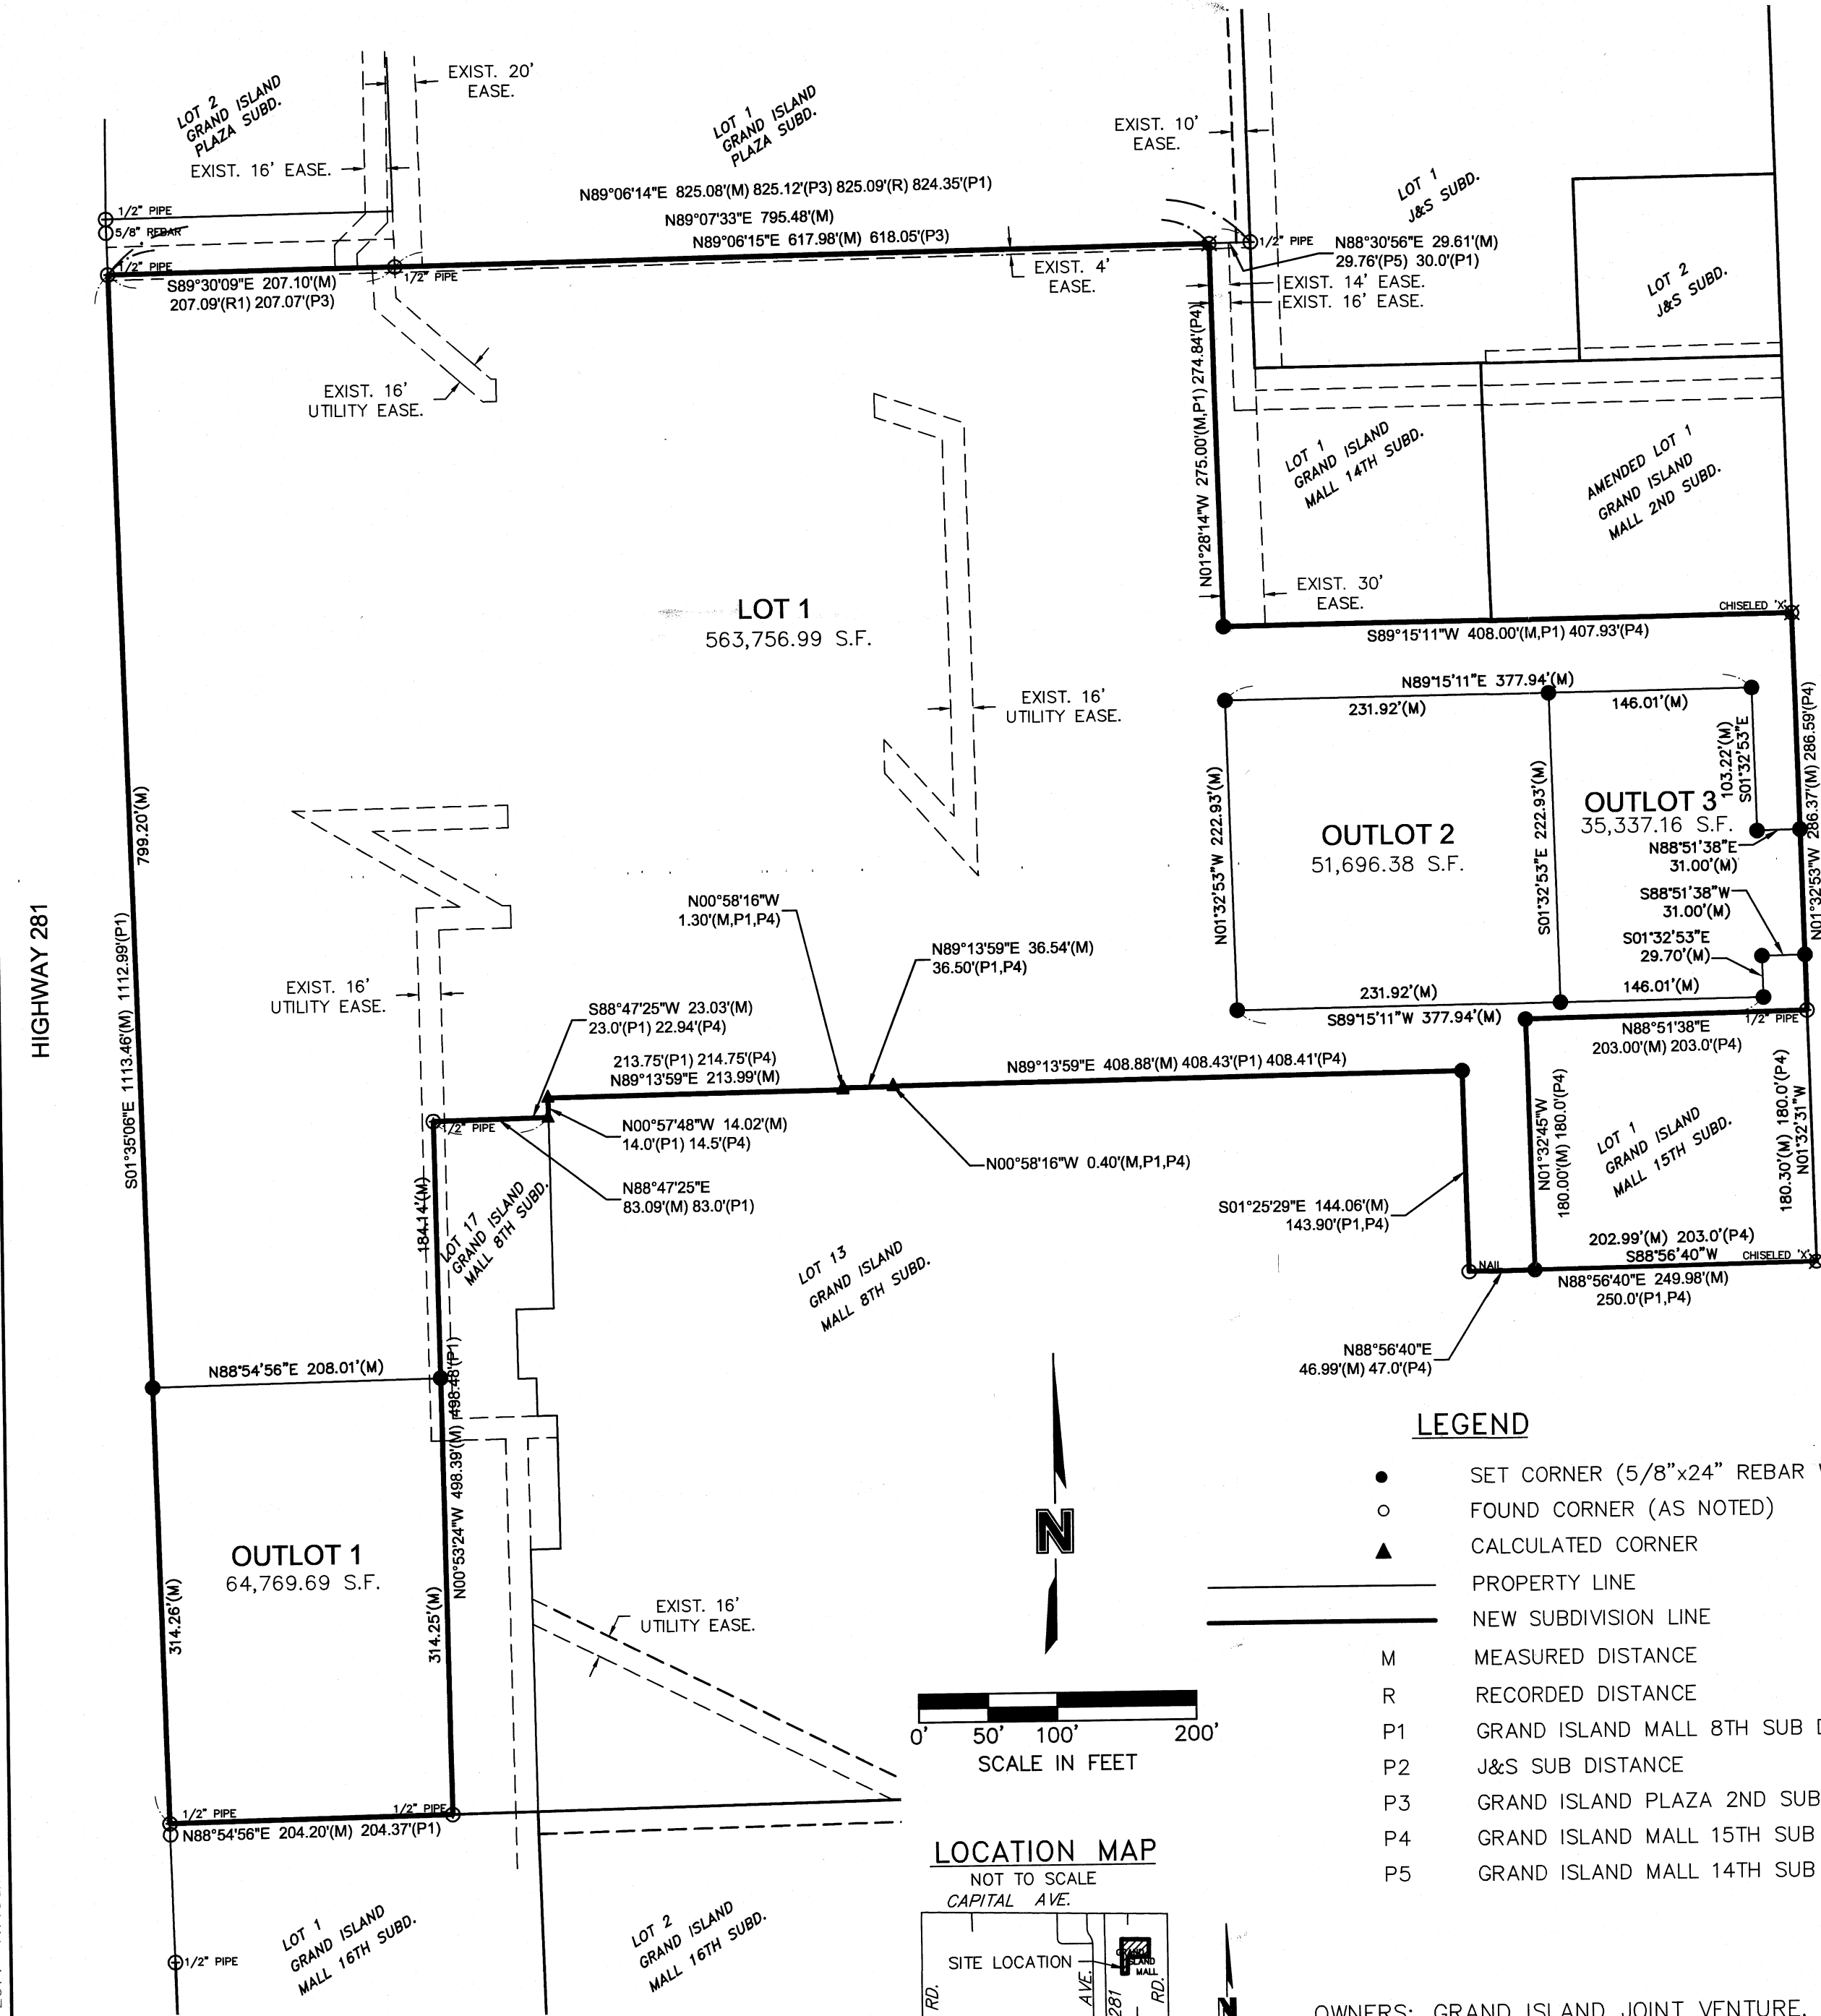 EXIST. 20'
EASE.
LOT 2
GRAND ISLAND
PLAZA SUBD.
EXIST. 16' EASE.
LOT 1
GRAND ISLAND
PLAZA SUBD.
EXIST. 10'
EASE.
LOT 1
J&S SUBD.
N89°06'14"E 825.08'(M) 825.12'(P3) 825.09'(R) 824.35'(P1)
N89°07'33"E 795.48'(M)
N89°06'15"E 617.98'(M) 618.05'(P3)
1/2" PIPE
5/8" REBAR
1/2" PIPE
1/2" PIPE
S89°30'09"E 207.10'(M)
207.09'(R1) 207.07'(P3)
EXIST. 4'
EASE.
1/2" PIPE
N88°30'56"E 29.61'(M)
29.76'(P5) 30.0'(P1)
EXIST. 14' EASE.
EXIST. 16' EASE.
LOT 2
J&S SUBD.
EXIST. 16'
UTILITY EASE.
N01°28'14"W 275.00'(M,P1) 274.84'(P4)
LOT 1
GRAND ISLAND
MALL 14TH SUBD.
AMENDED LOT 1
GRAND ISLAND
MALL 2ND SUBD.
EXIST. 30'
EASE.
CHISELED 'X'
S89°15'11"W 408.00'(M,P1) 407.93'(P4)
LOT 1
563,756.99 S.F.
EXIST. 16'
UTILITY EASE.
N89°15'11"E 377.94'(M)
231.92'(M)
146.01'(M)
103.22'(M)
S01°32'53"E
N01°32'53"W 286.37'(M) 286.59'(P4)
N01°32'53"W 222.93'(M)
S01°32'53"E 222.93'(M)
OUTLOT 2
51,696.38 S.F.
OUTLOT 3
35,337.16 S.F.
N88°51'38"E
31.00'(M)
S88°51'38"W
31.00'(M)
S01°32'53"E
29.70'(M)
231.92'(M)
146.01'(M)
S89°15'11"W 377.94'(M)
HIGHWAY 281
799.20'(M)
S01°35'06"E 1113.46'(M) 1112.99'(P1)
EXIST. 16'
UTILITY EASE.
N00°58'16"W
1.30'(M,P1,P4)
N89°13'59"E 36.54'(M)
36.50'(P1,P4)
S88°47'25"W 23.03'(M)
23.0'(P1) 22.94'(P4)
213.75'(P1) 214.75'(P4)
N89°13'59"E 213.99'(M)
N89°13'59"E 408.88'(M) 408.43'(P1) 408.41'(P4)
1/2" PIPE
N88°51'38"E
203.00'(M) 203.0'(P4)
1/2" PIPE
N00°57'48"W 14.02'(M)
14.0'(P1) 14.5'(P4)
N00°58'16"W 0.40'(M,P1,P4)
N88°47'25"E
83.09'(M) 83.0'(P1)
184.14'(M)
LOT 17
GRAND ISLAND
MALL 8TH SUBD.
LOT 13
GRAND ISLAND
MALL 8TH SUBD.
S01°25'29"E 144.06'(M)
143.90'(P1,P4)
N01°32'45"W
180.00'(M) 180.0'(P4)
LOT 1
GRAND ISLAND
MALL 15TH SUBD.
180.30'(M) 180.0'(P4)
N01°32'31"W
202.99'(M) 203.0'(P4)
S88°56'40"W
CHISELED 'X'
NAIL
N88°56'40"E 249.98'(M)
250.0'(P1,P4)
N88°56'40"E
46.99'(M) 47.0'(P4)
N88°54'56"E 208.01'(M)
N00°53'24"W 498.39'(M) 498.48'(P1)
OUTLOT 1
64,769.69 S.F.
314.26'(M)
314.25'(M)
EXIST. 16'
UTILITY EASE.
1/2" PIPE
1/2" PIPE
N88°54'56"E 204.20'(M) 204.37'(P1)
N
0' 50' 100' 200'
SCALE IN FEET
LEGEND
SET CORNER (5/8"x24" REBAR
FOUND CORNER (AS NOTED)
CALCULATED CORNER
PROPERTY LINE
NEW SUBDIVISION LINE
M MEASURED DISTANCE
R RECORDED DISTANCE
P1 GRAND ISLAND MALL 8TH SUB
P2 J&S SUB DISTANCE
P3 GRAND ISLAND PLAZA 2ND SUB
P4 GRAND ISLAND MALL 15TH SUB
P5 GRAND ISLAND MALL 14TH SUB
LOT 1
GRAND ISLAND
MALL 16TH SUBD.
1/2" PIPE
LOT 2
GRAND ISLAND
MALL 16TH SUBD.
LOCATION MAP
NOT TO SCALE
CAPITAL AVE.
SITE LOCATION
GRAND
ISLAND
MALL
RD.
AVE.
281
RD.
N
OWNERS: GRAND ISLAND JOINT VENTURE,